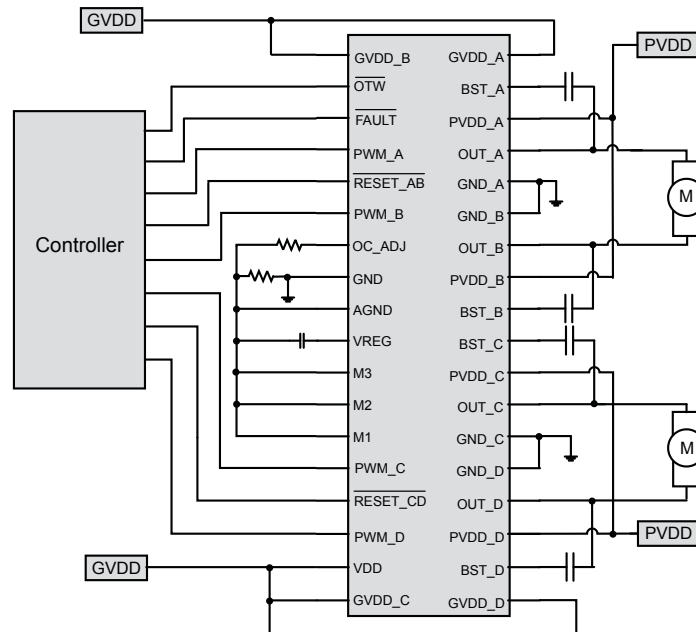 GVDD
PVDD
GVDD_B
GVDD_A
OTW
BST_A
FAULT
PVDD_A
PWM_A
OUT_A
RESET_AB
GND_A
PWM_B
GND_B
Controller
M
OC_ADJ
OUT_B
GND
PVDD_B
AGND
BST_B
VREG
BST_C
M3
PVDD_C
M2
OUT_C
M1
GND_C
M
PWM_C
GND_D
RESET_CD
OUT_D
PWM_D
PVDD_D
PVDD
GVDD
VDD
BST_D
GVDD_C
GVDD_D